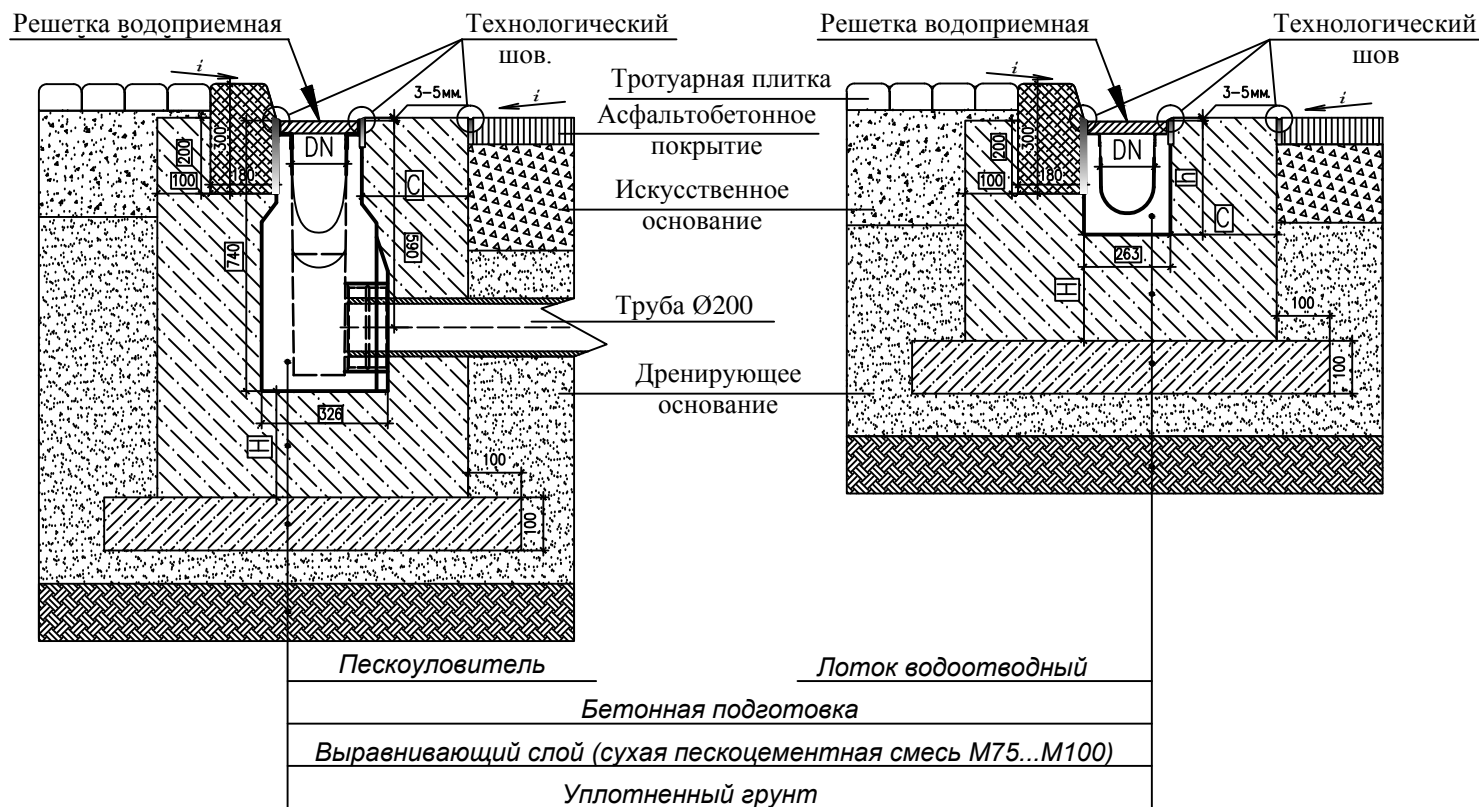 Решетка водоприемная
Технологический
шов.
Решетка водоприемная
Технологический
шов
i
3–5мм.
i
Тротуарная плитка
Асфальтобетонное
покрытие
Искусственное
основание
Труба Ø200
Дренирующее
основание
i
3–5мм.
i
200
300
100
180
DN
C
740
590
326
H
100
100
200
300
100
180
DN
h
C
263
H
100
100
Пескоуловитель
Лоток водоотводный
Бетонная подготовка
Выравнивающий слой (сухая пескоцементная смесь М75...М100)
Уплотненный грунт